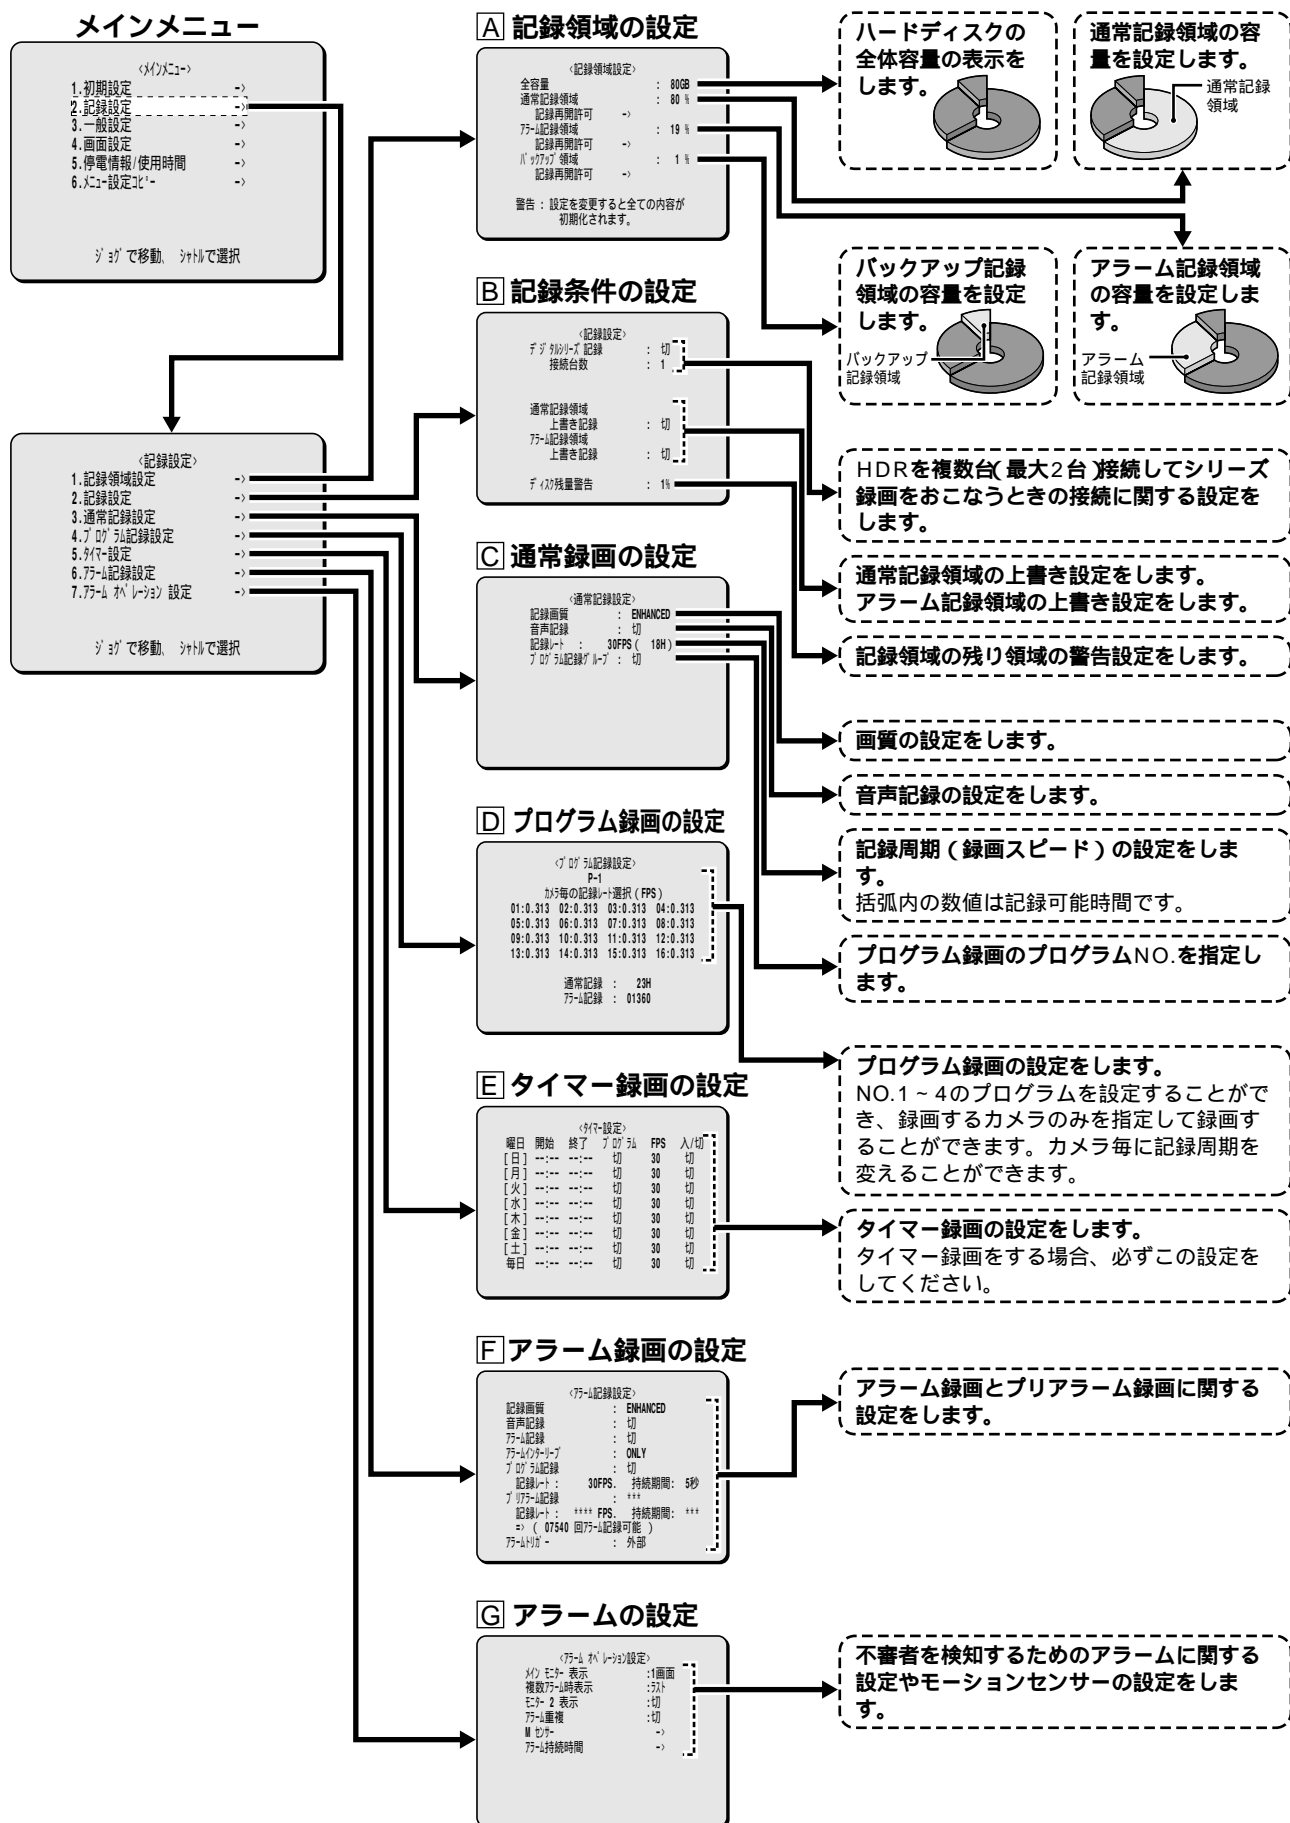 メインメニュー
<メインメニュー>
1.初期設定 ->
2.記録設定 ->
3.一般設定 ->
4.画面設定 ->
5.停電情報/使用時間
6.メニュー設定コピー ->
ジョグで移動、 シャトルで選択
<記録設定>
1.記録領域設定 ->
2.記録設定 ->
3.通常記録設定 ->
4.プログラム記録設定 ->
5.タイマー設定 ->
6.アラーム記録設定 ->
7.アラーム オペレーション 設定 ->
ジョグで移動、 シャトルで選択
A 記録領域の設定
<記録領域設定>
全容量 : 80GB
通常記録領域 : 80 %
記録再開許可 ->
アラーム記録領域 : 19 %
記録再開許可 ->
バックアップ領域 : 1 %
記録再開許可 ->
警告 : 設定を変更すると全ての内容が
初期化されます。
ハードディスクの
全体容量の表示を
します。
通常記録領域の容
量を設定します。
通常記録
領域
バックアップ記録
領域の容量を設定
します。
バックアップ
記録領域
アラーム記録領域
の容量を設定しま
す。
アラーム
記録領域
B 記録条件の設定
<記録設定>
デジタルシリーズ 記録 : 切
接続台数 : 1
通常記録領域
上書き記録 : 切
アラーム記録領域
上書き記録 : 切
ディスク残量警告 : 1%
HDRを複数台(最大2台)接続してシリーズ
録画をおこなうときの接続に関する設定を
します。
通常記録領域の上書き設定をします。
アラーム記録領域の上書き設定をします。
記録領域の残り領域の警告設定をします。
C 通常録画の設定
<通常記録設定>
記録画質 : ENHANCED
音声記録 : 切
記録レート : 30FPS ( 18H )
プログラム記録グループ : 切
画質の設定をします。
音声記録の設定をします。
記録周期（録画スピード）の設定をしま
す。
括弧内の数値は記録可能時間です。
プログラム録画のプログラムNO.を指定し
ます。
D プログラム録画の設定
<プログラム記録設定>
P-1
カメラ毎の記録レート選択 ( FPS )
01:0.313 02:0.313 03:0.313 04:0.313
05:0.313 06:0.313 07:0.313 08:0.313
09:0.313 10:0.313 11:0.313 12:0.313
13:0.313 14:0.313 15:0.313 16:0.313
通常記録 : 23H
アラーム記録 : 01360
プログラム録画の設定をします。
NO.1 ~ 4のプログラムを設定することがで
き、録画するカメラのみを指定して録画す
ることができます。カメラ毎に記録周期を
変えることができます。
E タイマー録画の設定
<タイマー設定>
曜日 開始 終了 プログラム FPS 入/切
[ 日 ] --:-- --:-- 切 30 切
[ 月 ] --:-- --:-- 切 30 切
[ 火 ] --:-- --:-- 切 30 切
[ 水 ] --:-- --:-- 切 30 切
[ 木 ] --:-- --:-- 切 30 切
[ 金 ] --:-- --:-- 切 30 切
[ 土 ] --:-- --:-- 切 30 切
毎日 --:-- --:-- 切 30 切
タイマー録画の設定をします。
タイマー録画をする場合、必ずこの設定を
してください。
F アラーム録画の設定
<アラーム記録設定>
記録画質 : ENHANCED
音声記録 : 切
アラーム記録 : 切
アラームインターリーブ : ONLY
プログラム記録 : 切
記録レート : 30FPS. 持続期間: 5秒
プリアラーム記録 : ***
記録レート : **** FPS. 持続期間: ***
=> ( 07540 回アラーム記録可能 )
アラームトリガー : 外部
アラーム録画とプリアラーム録画に関する
設定をします。
G アラームの設定
<アラーム オペレーション設定>
メイン モニター 表示 :1画面
複数アラーム時表示 :ラスト
モニター 2 表示 :切
アラーム重複 :切
M センサー ->
アラーム持続時間 ->
不審者を検知するためのアラームに関する
設定やモーションセンサーの設定をしま
す。